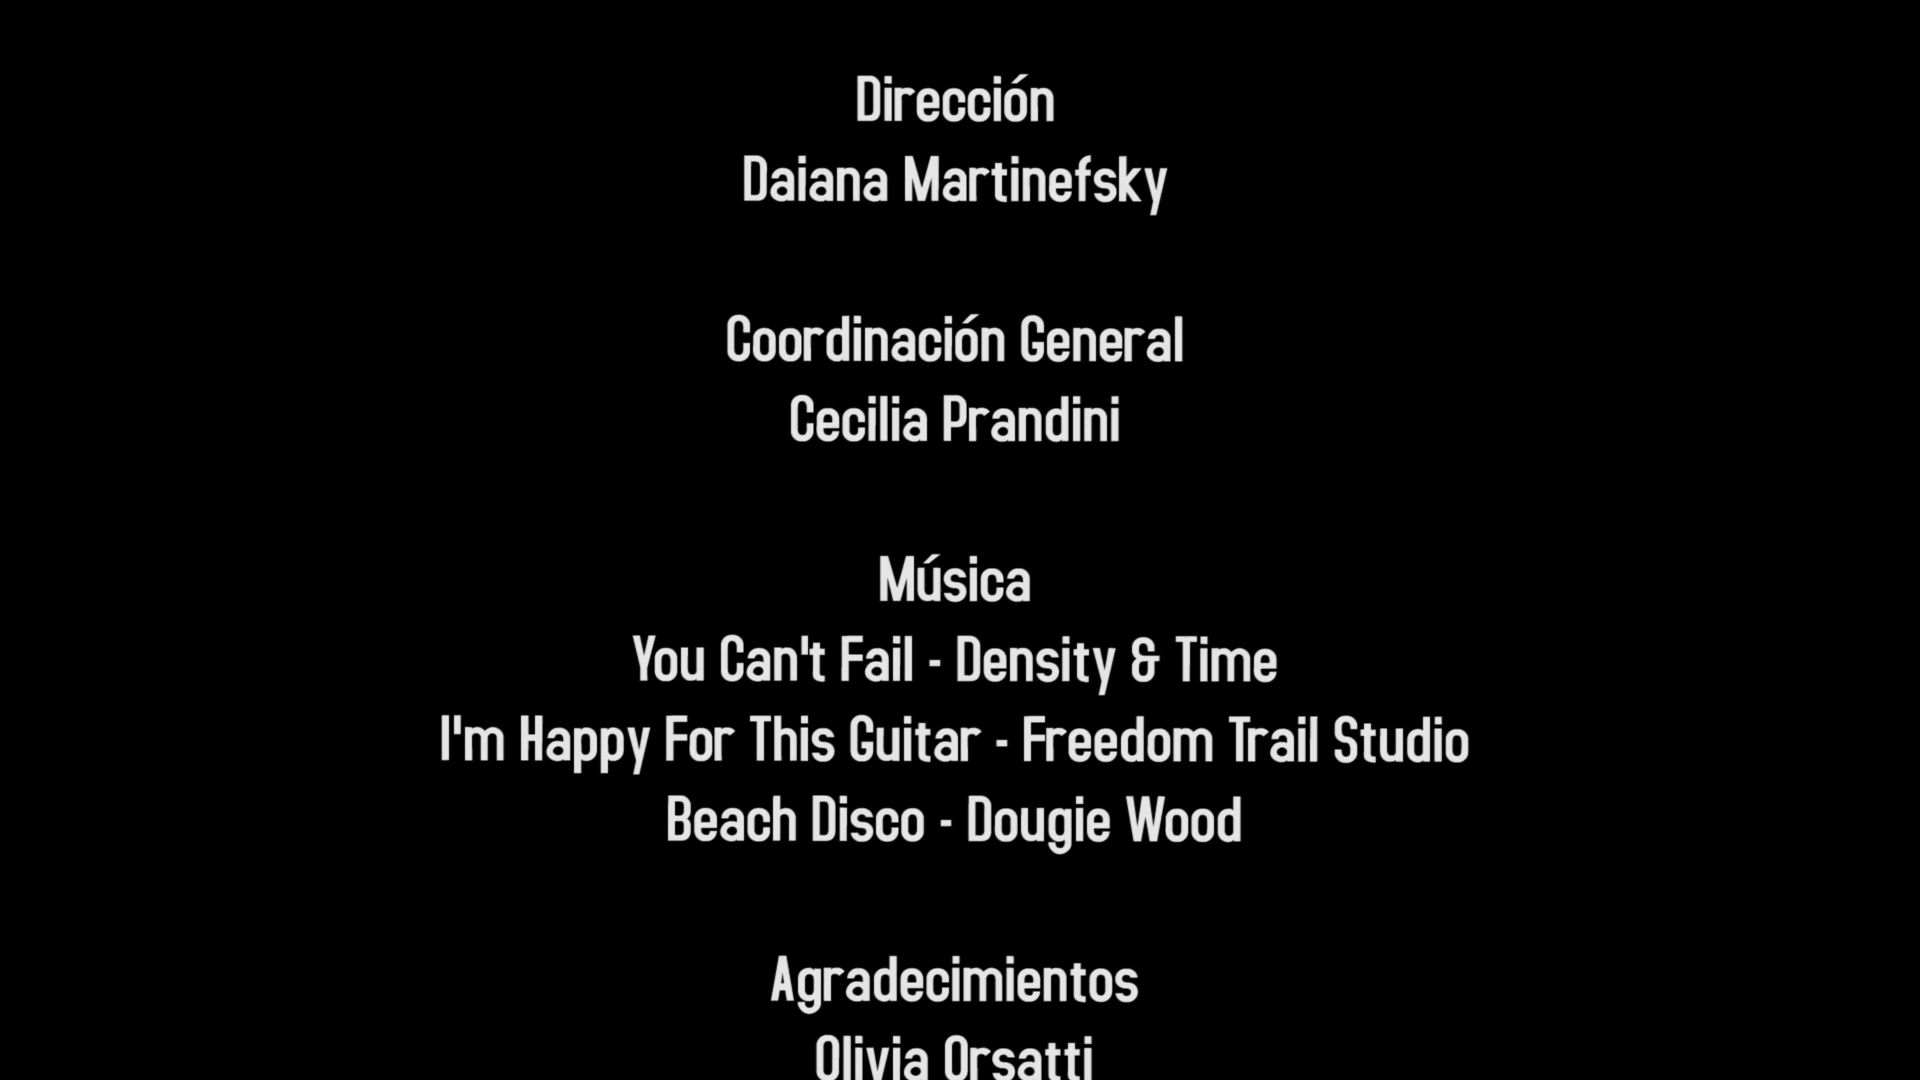 Dirección
Daiana Martinefsky
Coordinación General
Cecilia Prandini
Música
You Can't Fail - Density & Time
I'm Happy For This Guitar - Freedom Trail Studio
Beach Disco - Dougie Wood
Agradecimientos
Olivia Orsatti